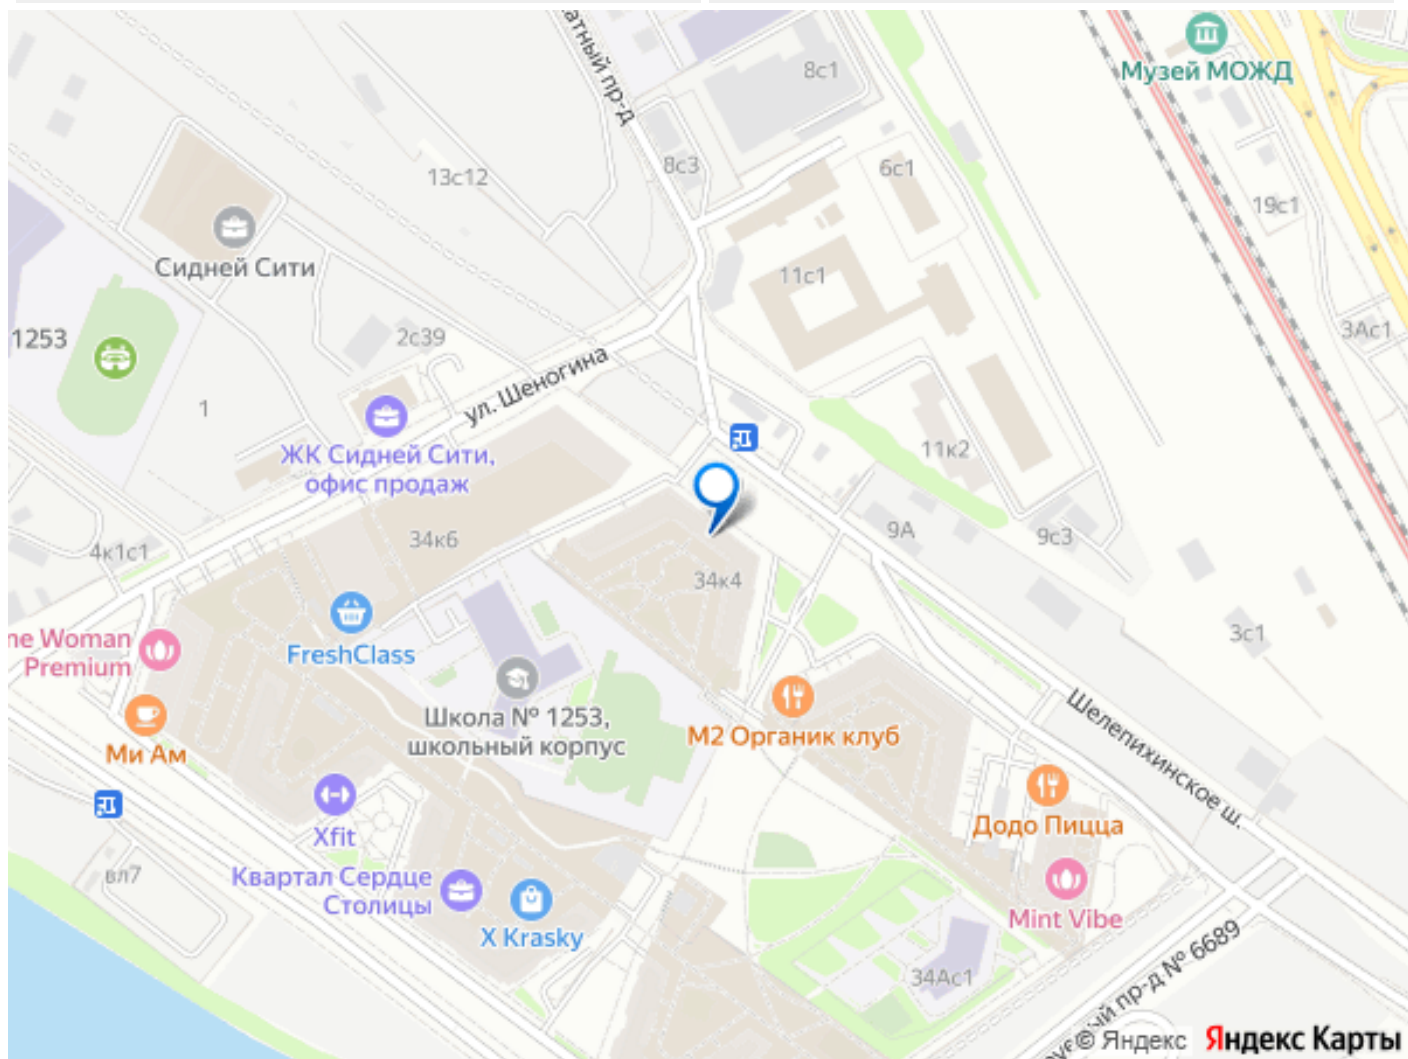 Музей МОЖД
8с1
атный пр-д
8с3
6с1
13с12
19с1
Сидней Сити
11с1
1253
2с39
3Ас1
ул. Шеногина
1
ЖК Сидней Сити,
офис продаж
11к2
34к6
9А
9с3
4к1с1
34к4
ne Woman
Premium
FreshClass
3с1
Школа № 1253,
школьный корпус
М2 Органик клуб
Шелепихинское ш.
Ми Ам
Xfit
Додо Пицца
вл7
Квартал Сердце
Столицы
X Krasky
Mint Vibe
34Ас1
ый пр-д № 6689
© Яндекс
Яндекс Карты